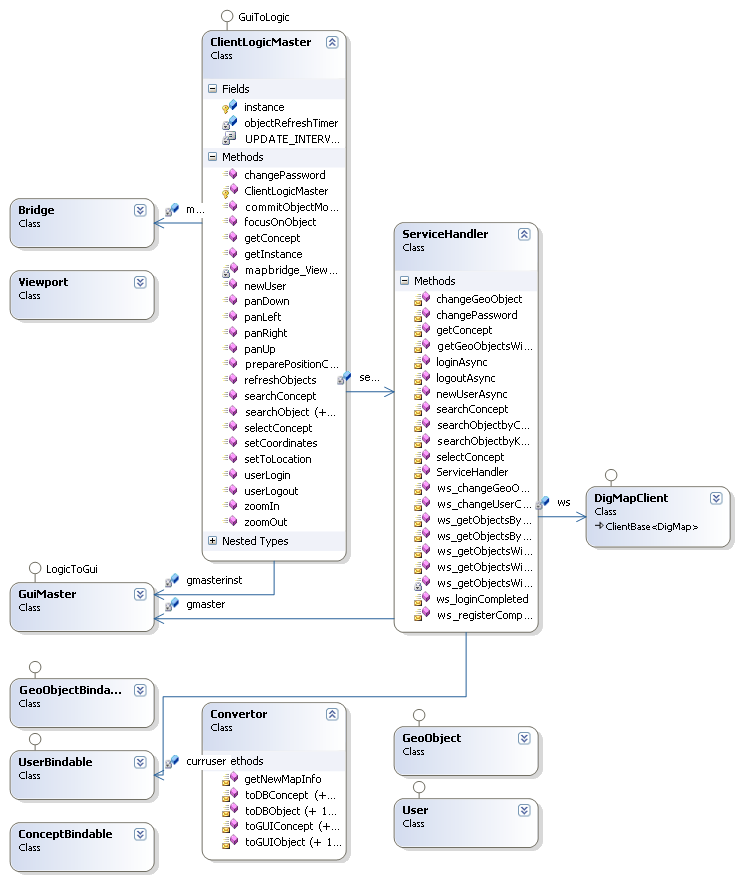 GuiToLogic
ClientLogicMaster
Class
Fields
instance
objectRefreshTimer
UPDATE_INTERV...
Methods
changePassword
ClientLogicMaster
commitObjectMo...
focusOnObject
getConcept
getInstance
mapbridge_View...
newUser
panDown
panLeft
panRight
panUp
preparePositionC...
refreshObjects
searchConcept
searchObject (+...
selectConcept
setCoordinates
setToLocation
userLogin
userLogout
zoomIn
zoomOut
Nested Types
Bridge
Class
m...
Viewport
Class
se...
ServiceHandler
Class
Methods
changeGeoObject
changePassword
getConcept
getGeoObjectsWi...
loginAsync
logoutAsync
newUserAsync
searchConcept
searchObjectbyC...
searchObjectbyK...
selectConcept
ServiceHandler
ws_changeGeoO...
ws_changeUserC...
ws_getObjectsBy...
ws_getObjectsBy...
ws_getObjectsWi...
ws_getObjectsWi...
ws_getObjectsWi...
ws_loginCompleted
ws_registerComp...
ws
DigMapClient
Class
ClientBase<DigMap>
LogicToGui
GuiMaster
Class
gmasterinst
gmaster
GeoObjectBinda...
Class
UserBindable
Class
curruser
ConceptBindable
Class
Convertor
Class
ethods
getNewMapInfo
toDBConcept (+...
toDBObject (+ 1...
toGUIConcept (+...
toGUIObject (+ 1...
GeoObject
Class
User
Class